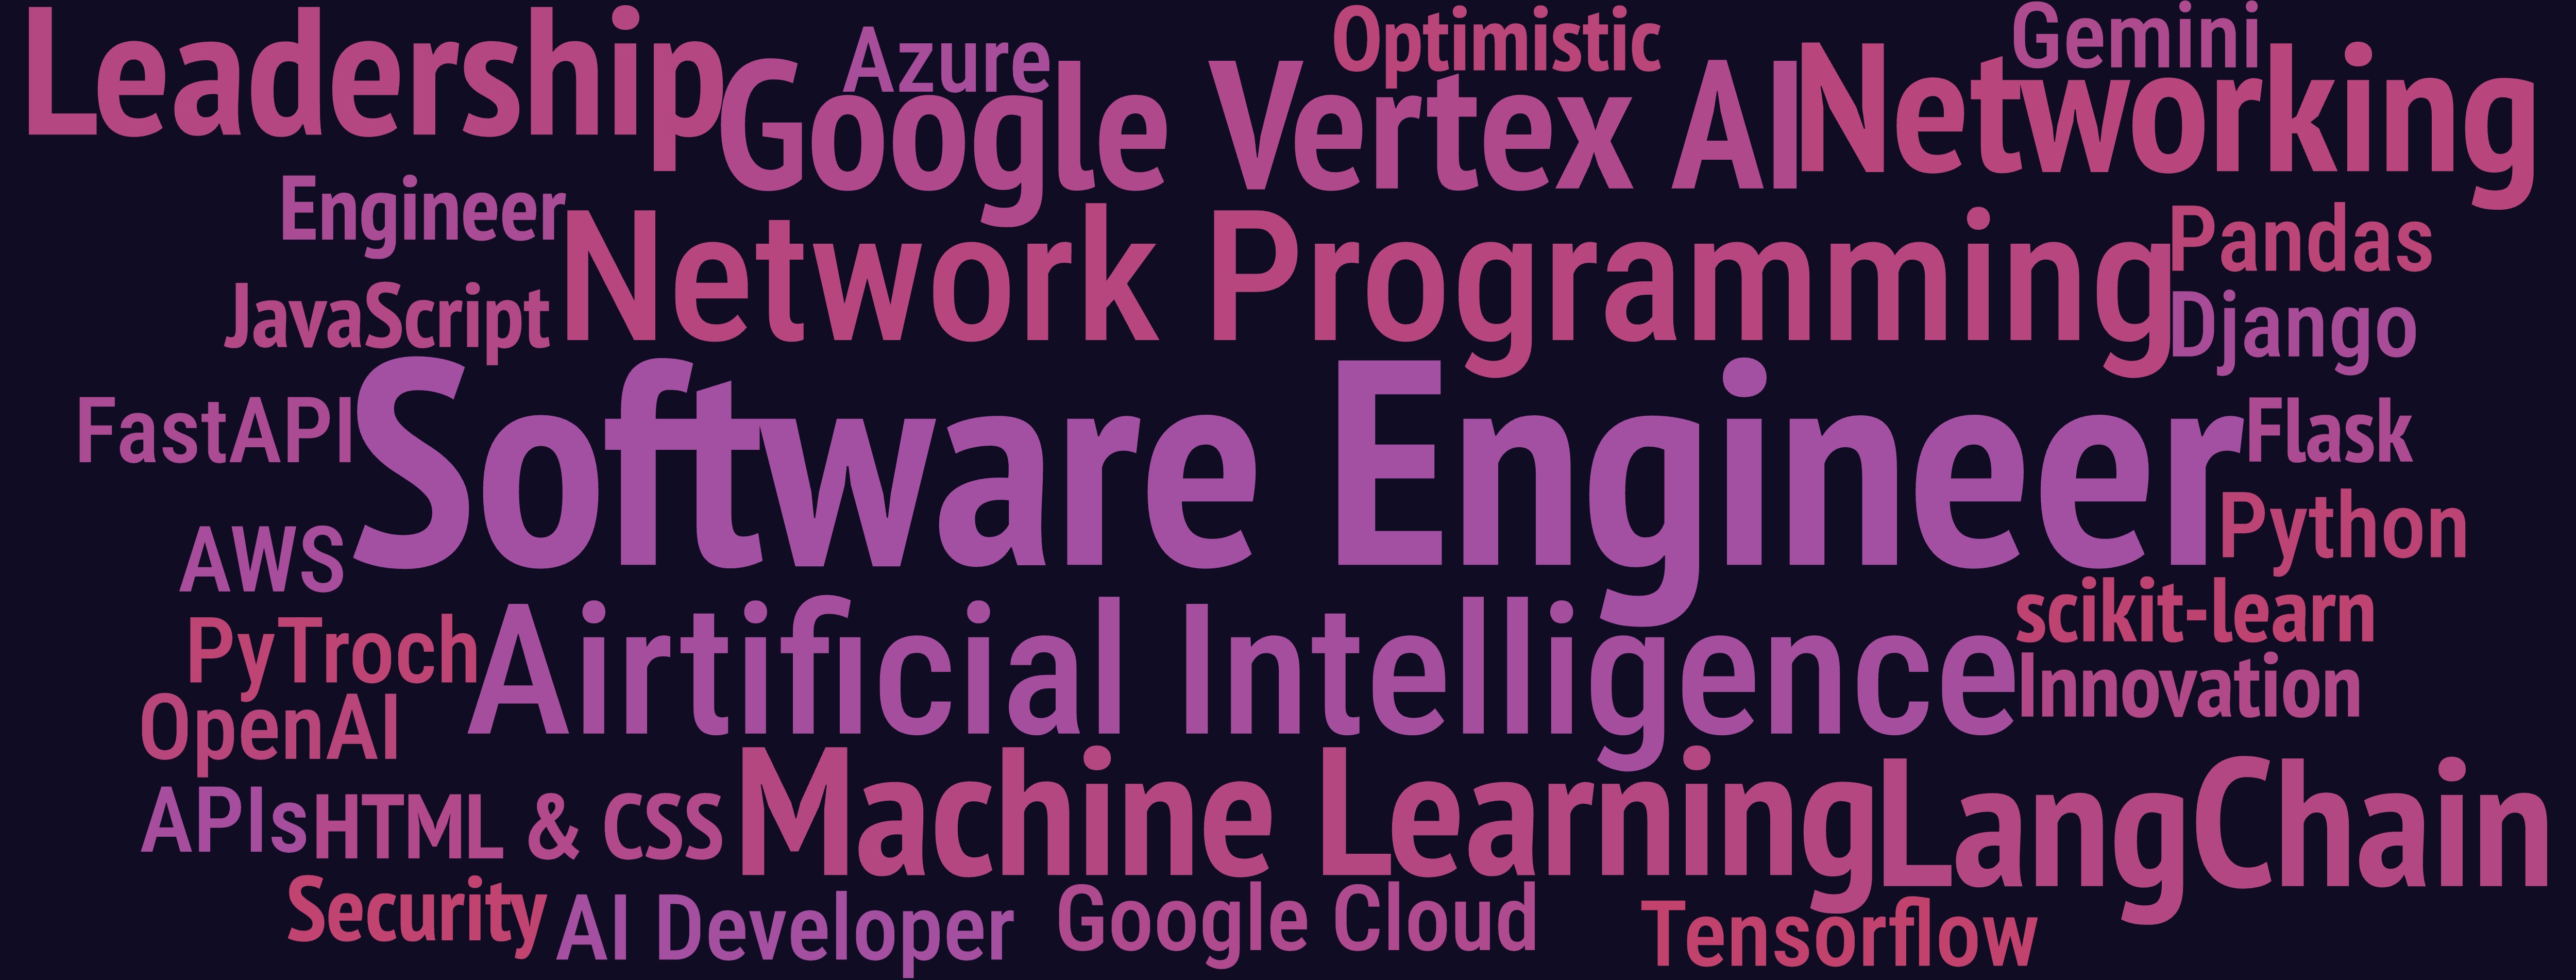 Leadership
Azure
Google Vertex AI
Optimistic
Gemini
Networking
Engineer
Network Programming
Pandas
JavaScript
Django
FastAPI
Software Engineer
Flask
AWS
Python
PyTroch
Airtificial Intelligence
scikit-learn
OpenAI
Innovation
APIs
HTML & CSS
Machine Learning
LangChain
Security
AI Developer
Google Cloud
Tensorflow